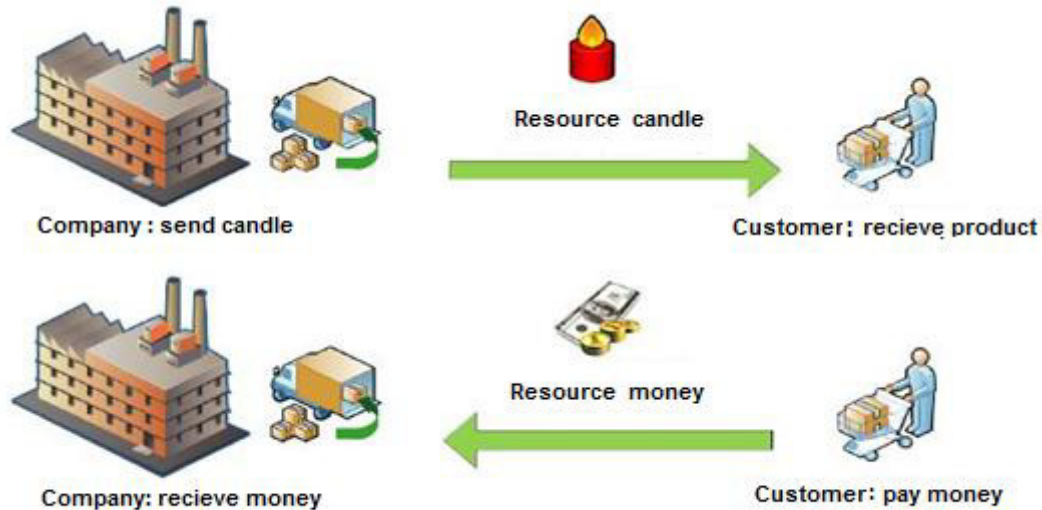 Resource candle
Company : send candle
Customer; recieve product
Resource money
Company: recieve money
Customer: pay money